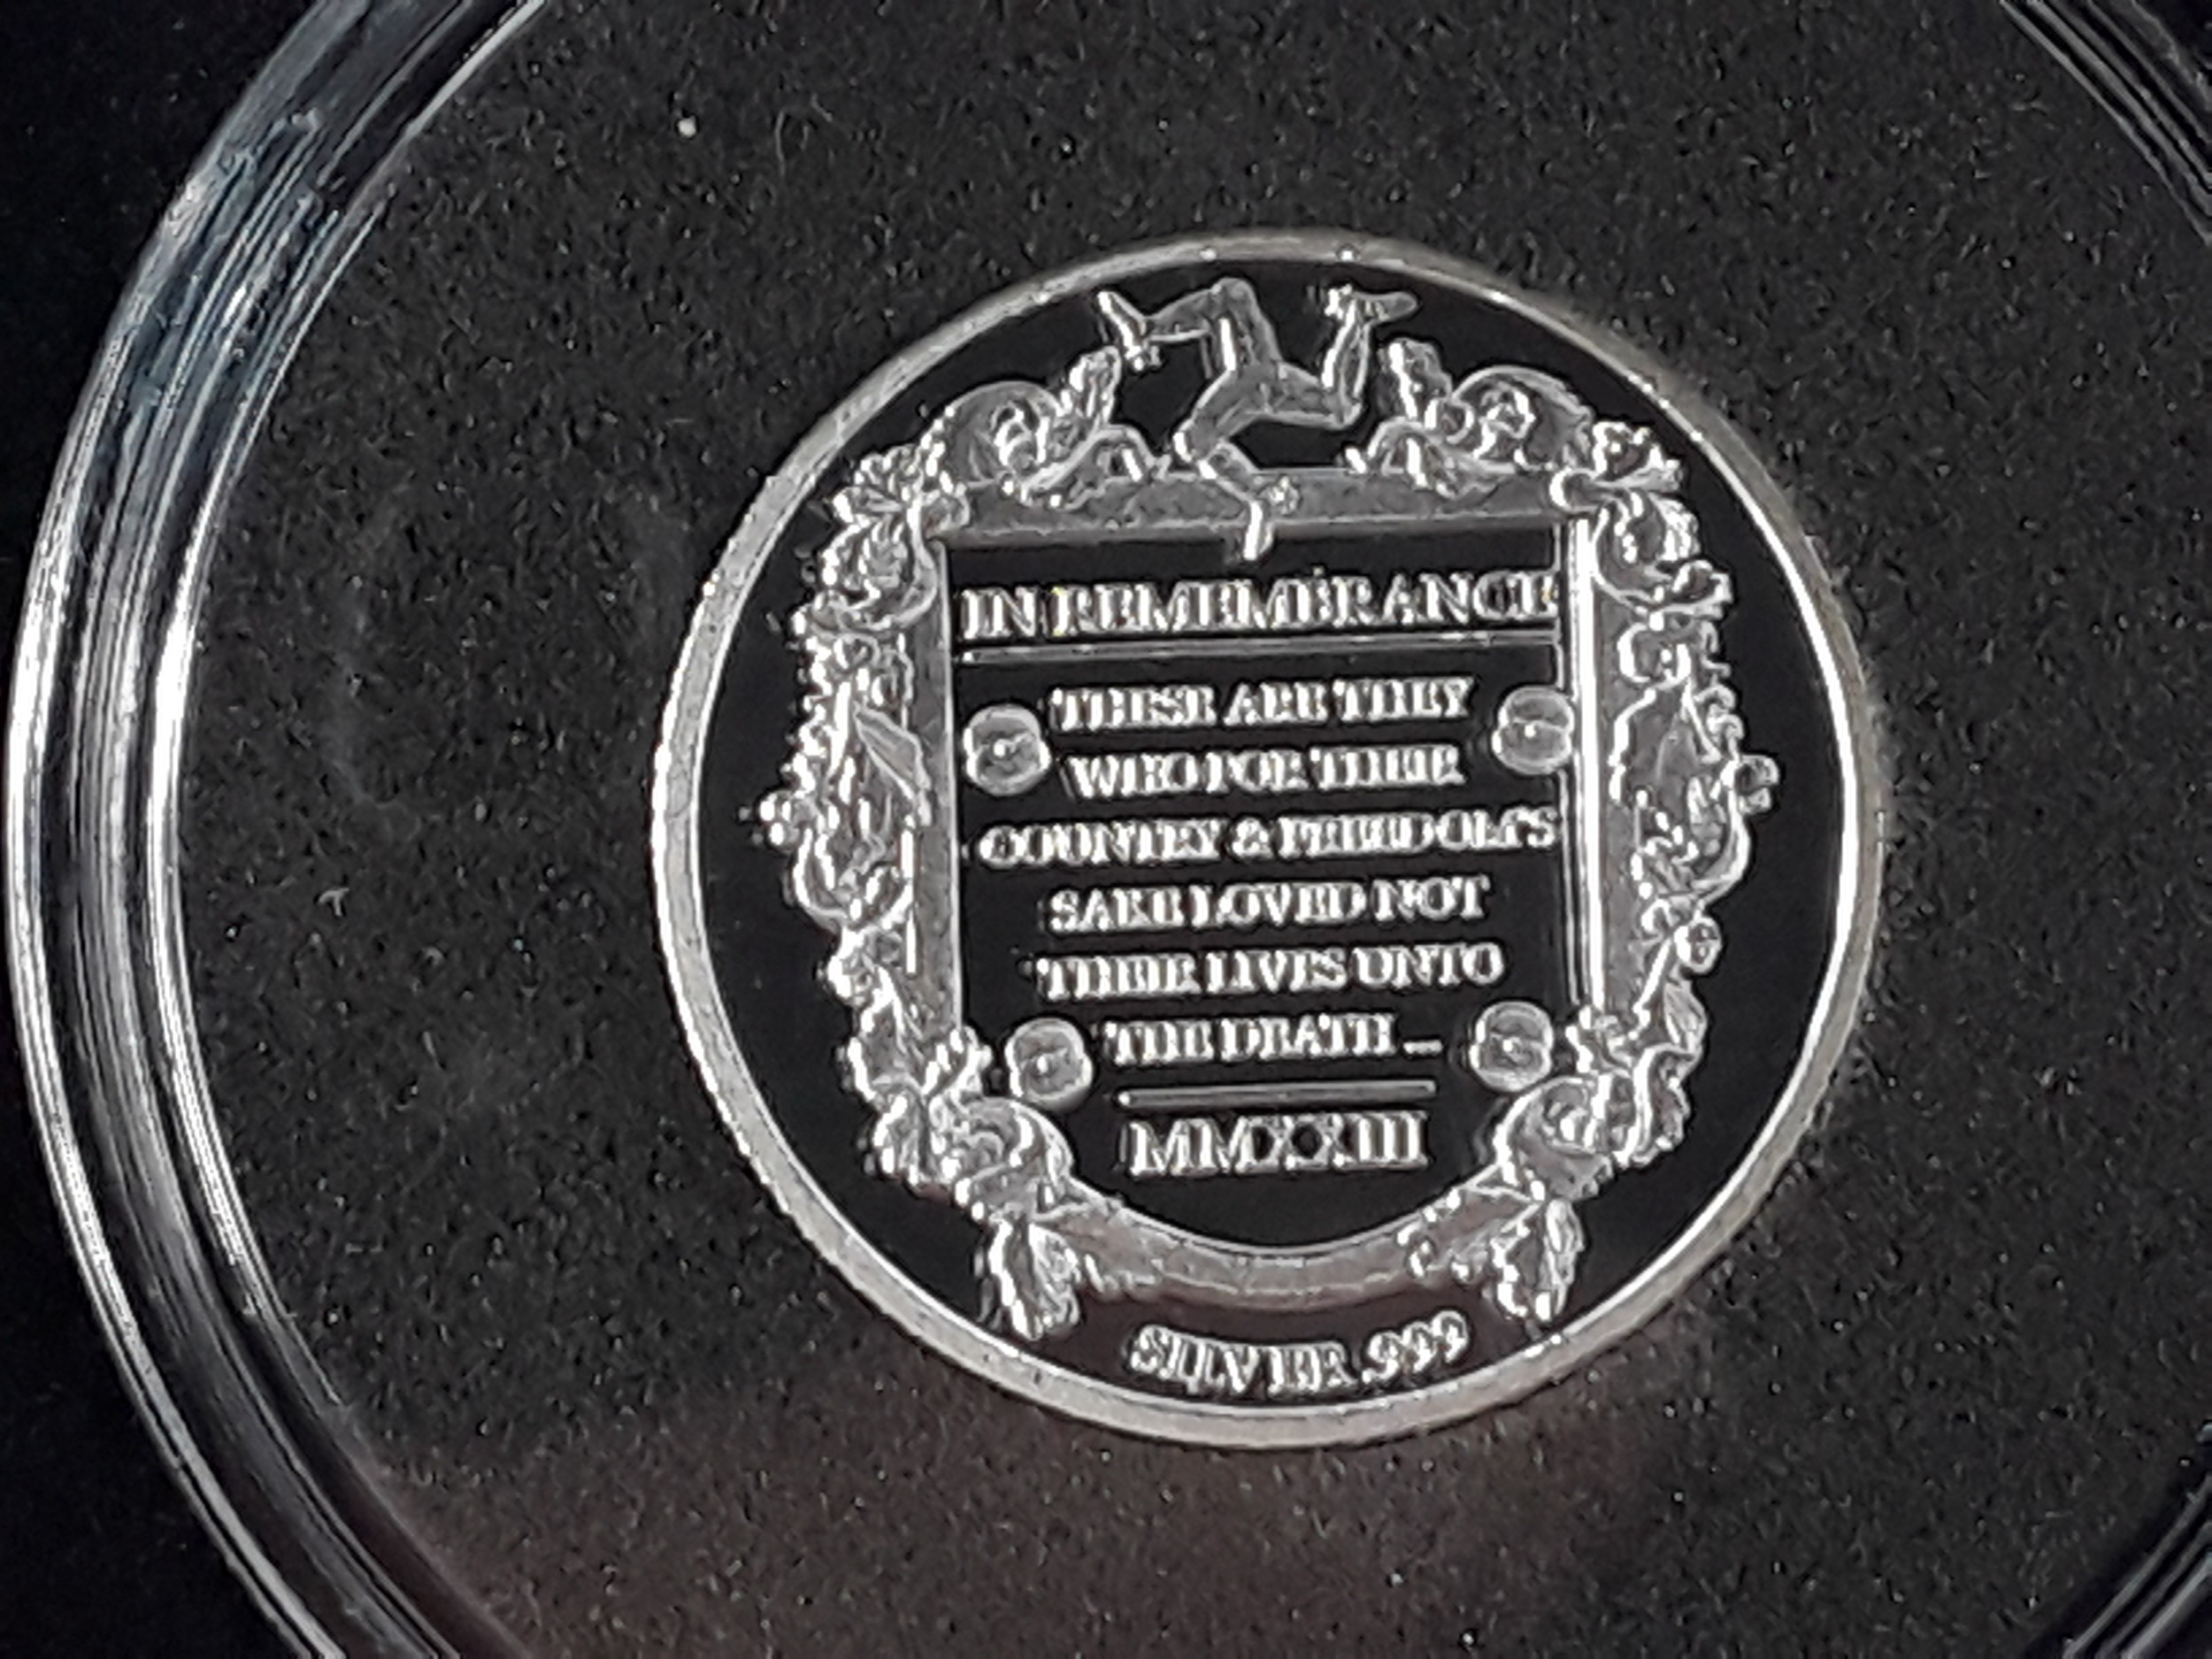 IN REMEMBRANCE
THESE ARE THEY
WHO FOR THEIR
COUNTRY & FREEDOM'S
SAKE LOVED NOT
THEIR LIVES UNTO
THE DEATH ...
MMXXIII
SILVER .999